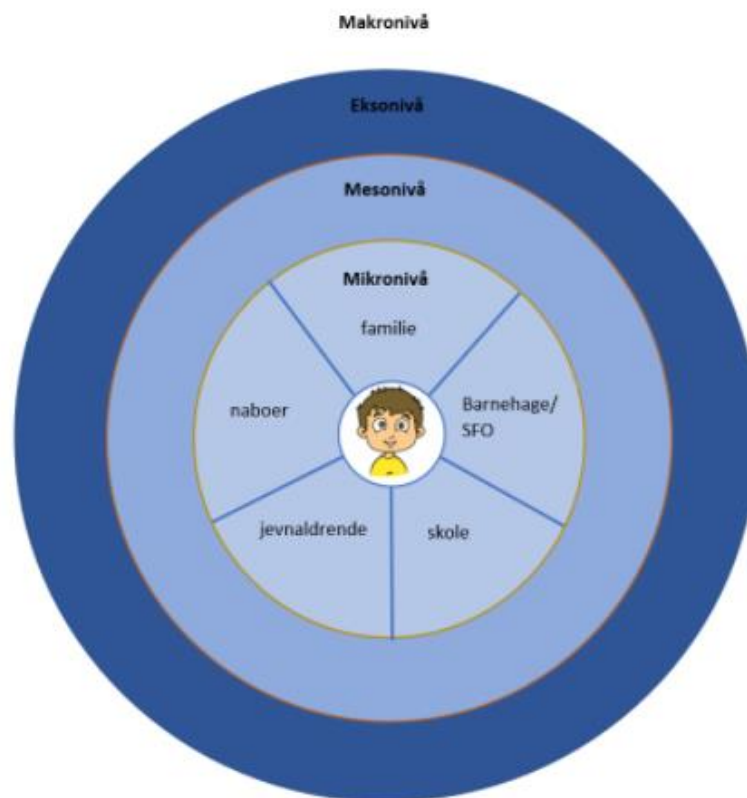 Makronivå
Eksonivå
Mesonivå
Mikronivå
familie
naboer
Barnehage/
SFO
jevnaldrende
skole